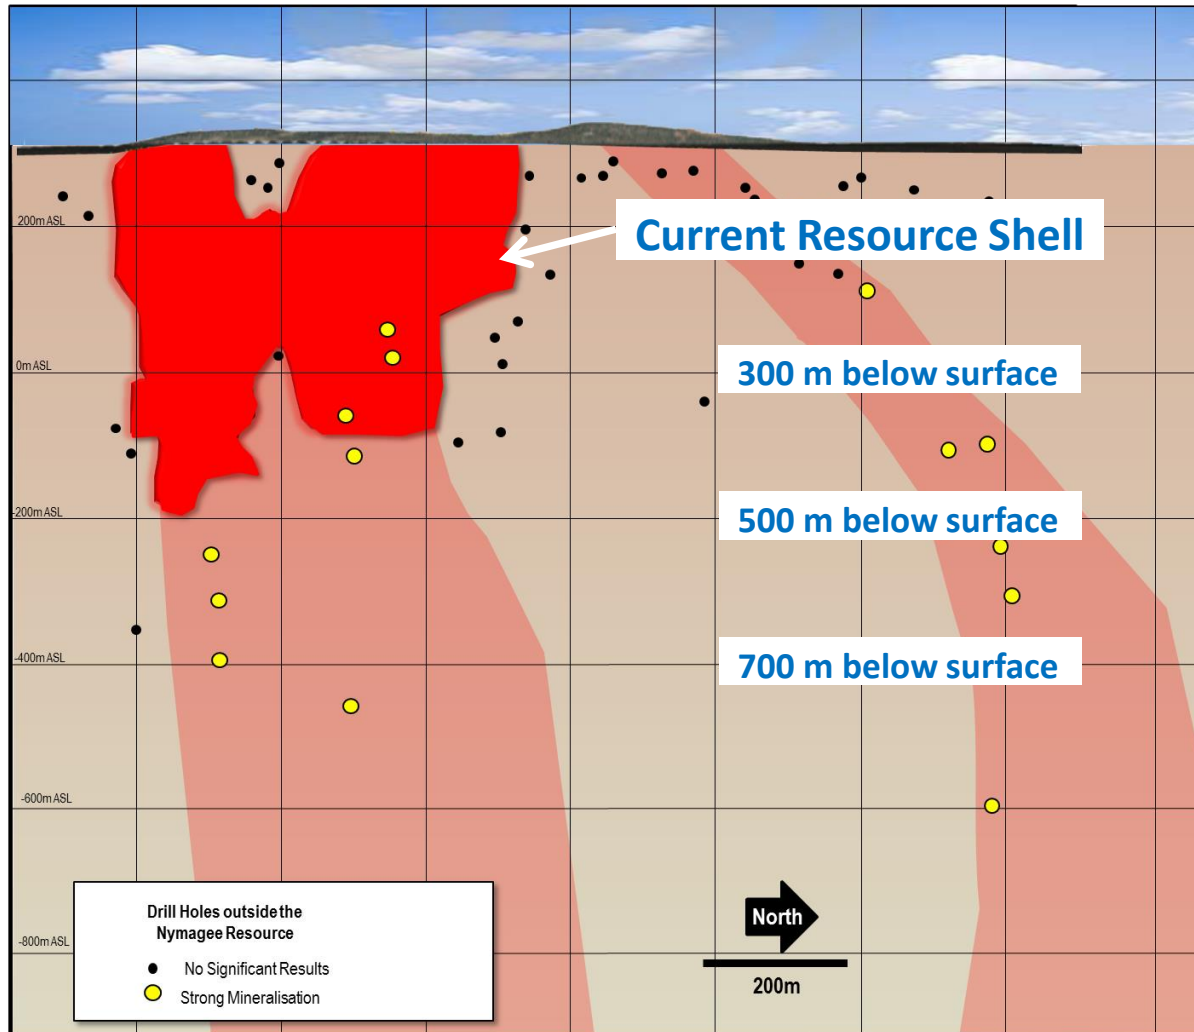 200m ASL
Current Resource Shell
0m ASL
300 m below surface
-200m ASL
500 m below surface
-400m ASL
700 m below surface
-600m ASL
Drill Holes outside the
Nymagee Resource
No Significant Results
Strong Mineralisation
-800m ASL
North
200m